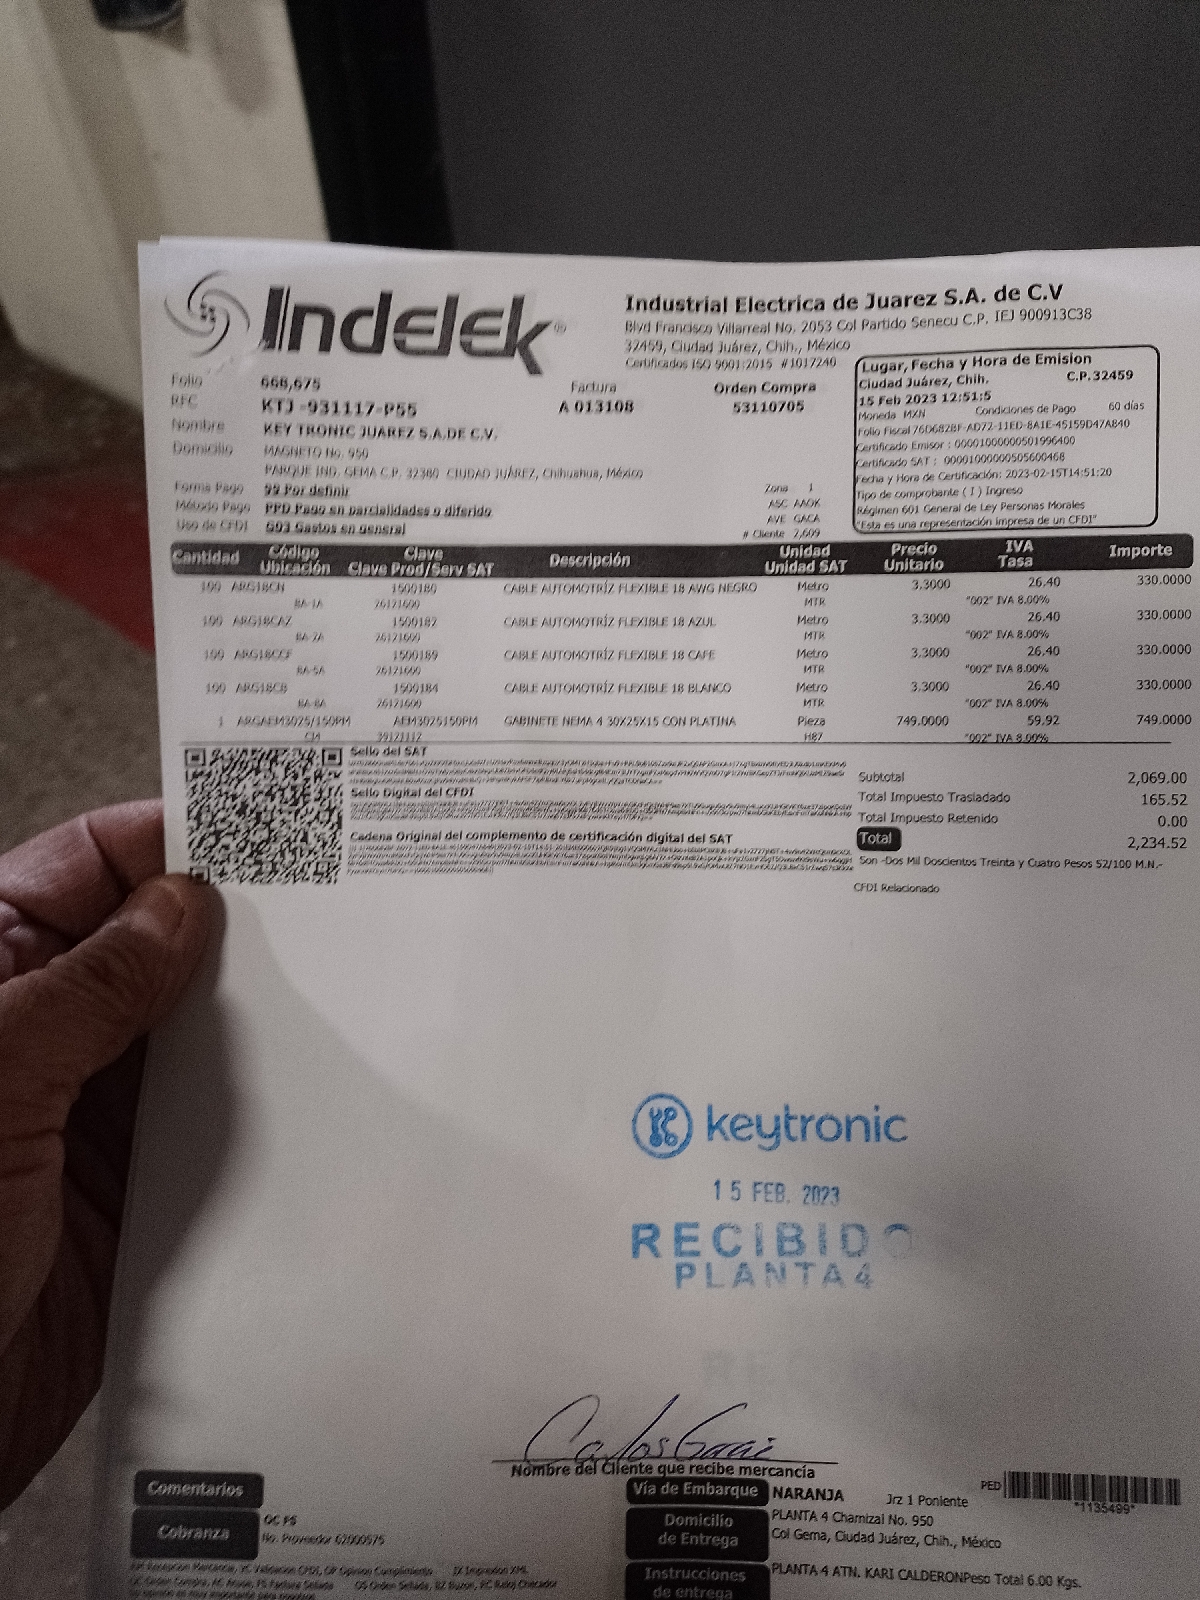 Indelek®
Industrial Electrica de Juarez S.A. de C.V
Blvd Francisco Villarreal No. 2053 Col Partido Senecu C.P. IEJ 900913C38
32459, Ciudad Juárez, Chih., México
Certificados ISO 9001:2015 #1017240
Folio 668,675 Factura Orden Compra
RFC KTJ -931117-P55 A 013108 53110705
Nombre KEY TRONIC JUAREZ S.A.DE C.V.
Domicilio MAGNETO No. 950
PARQUE IND. GEMA C.P. 32380 CIUDAD JUÁREZ, Chihuahua, México
Forma Pago 99 Por definir
Método Pago PPD Pago en parcialidades o diferido
Uso de CFDI G03 Gastos en general
Zona 1
ASC AAOK
AVE GACA
# Cliente 2,609
Lugar, Fecha y Hora de Emision
Ciudad Juárez, Chih. C.P.32459
15 Feb 2023 12:51:5
Moneda MXN Condiciones de Pago 60 días
Folio Fiscal 76D682BF-AD72-11ED-8A1E-45159D47A840
Certificado Emisor : 00001000000501996400
Certificado SAT : 00001000000505600468
Fecha y Hora de Certificación: 2023-02-15T14:51:20
Tipo de comprobante ( I ) Ingreso
Régimen 601 General de Ley Personas Morales
"Esta es una representación impresa de un CFDI"
Cantidad Código Clave Descripción Unidad Precio IVA Importe
Ubicación Clave Prod/Serv SAT Unidad SAT Unitario Tasa
100 ARG18CN 1500180 CABLE AUTOMOTRÍZ FLEXIBLE 18 AWG NEGRO Metro 3.3000 26.40 330.0000
BA-1A 26121600 MTR "002" IVA 8.00%
100 ARG18CAZ 1500182 CABLE AUTOMOTRÍZ FLEXIBLE 18 AZUL Metro 3.3000 26.40 330.0000
BA-2A 26121600 MTR "002" IVA 8.00%
100 ARG18CCF 1500189 CABLE AUTOMOTRÍZ FLEXIBLE 18 CAFE Metro 3.3000 26.40 330.0000
BA-5A 26121600 MTR "002" IVA 8.00%
100 ARG18CB 1500184 CABLE AUTOMOTRÍZ FLEXIBLE 18 BLANCO Metro 3.3000 26.40 330.0000
BA-8A 26121600 MTR "002" IVA 8.00%
1 ARGAEM3025/150PM AEM3025150PM GABINETE NEMA 4 30X25X15 CON PLATINA Pieza 749.0000 59.92 749.0000
39121112 H87 "002" IVA 8.00%
Sello del SAT
Sello Digital del CFDI
Cadena Original del complemento de certificación digital del SAT
Subtotal 2,069.00
Total Impuesto Trasladado 165.52
Total Impuesto Retenido 0.00
Total 2,234.52
Son -Dos Mil Doscientos Treinta y Cuatro Pesos 52/100 M.N.-
CFDI Relacionado
keytronic
15 FEB. 2023
RECIBIDO
PLANTA 4
Carlos Garcia
Nombre del Cliente que recibe mercancía
Comentarios
Cobranza OC FS
No. Proveedor 62000575
Vía de Embarque NARANJA Jrz 1 Poniente
PED *1135499*
Domicilio de Entrega PLANTA 4 Chamizal No. 950
Col Gema, Ciudad Juárez, Chih., México
Instrucciones de entrega PLANTA 4 ATN. KARI CALDERONPeso Total 6.00 Kgs.